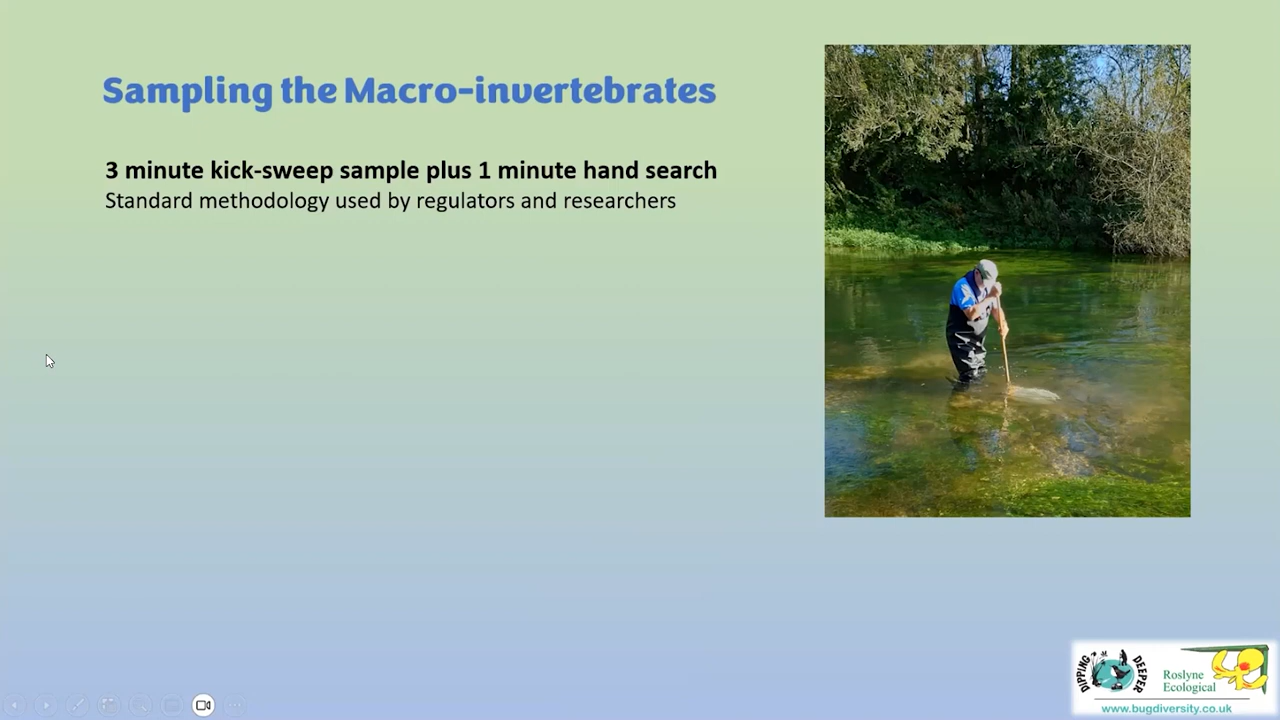 Sampling the Macro-invertebrates
3 minute kick-sweep sample plus 1 minute hand search
Standard methodology used by regulators and researchers
DIPPING DEEPER
Roslyne
Ecological
www.bugdiversity.co.uk